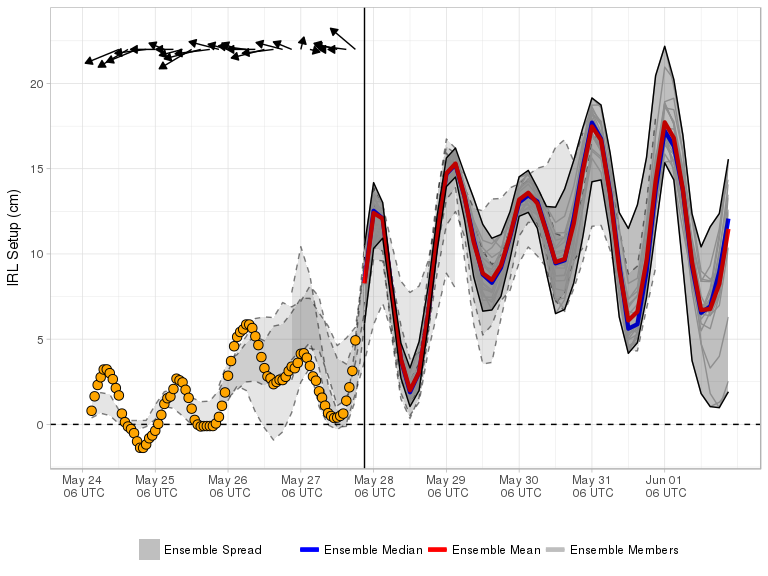 IRL Setup (cm)
20
15
10
5
0
May 24 May 25 May 26 May 27 May 28 May 29 May 30 May 31 Jun 01
06 UTC 06 UTC 06 UTC 06 UTC 06 UTC 06 UTC 06 UTC 06 UTC 06 UTC
Ensemble Spread Ensemble Median Ensemble Mean Ensemble Members